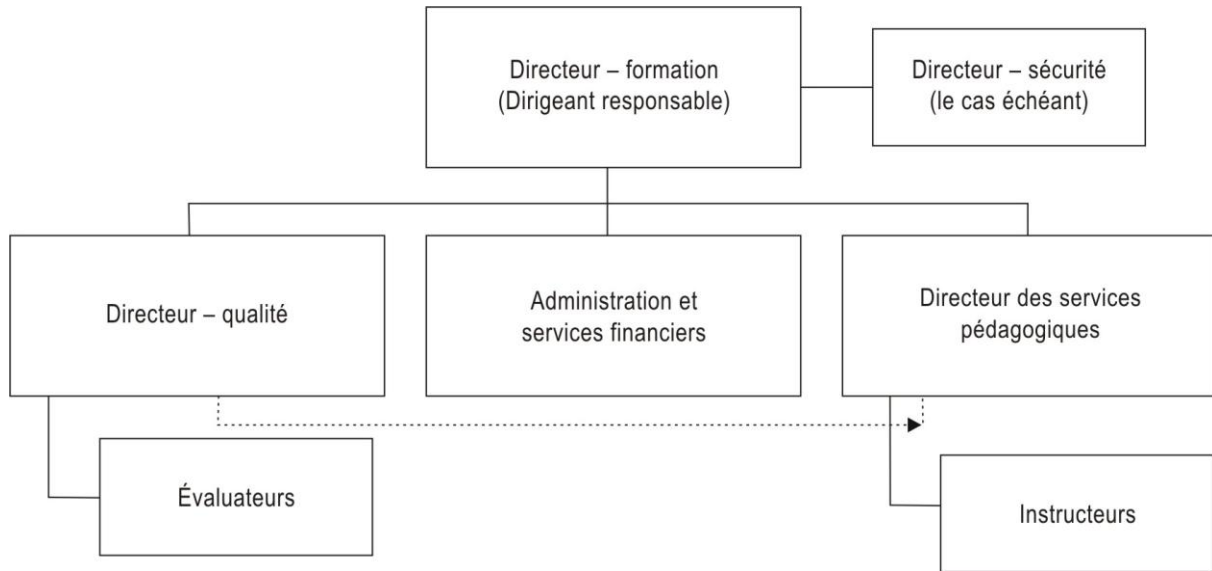 Directeur – formation
(Dirigeant responsable)
Directeur – sécurité
(le cas échéant)
Directeur – qualité
Administration et
services financiers
Directeur des services
pédagogiques
Évaluateurs
Instructeurs